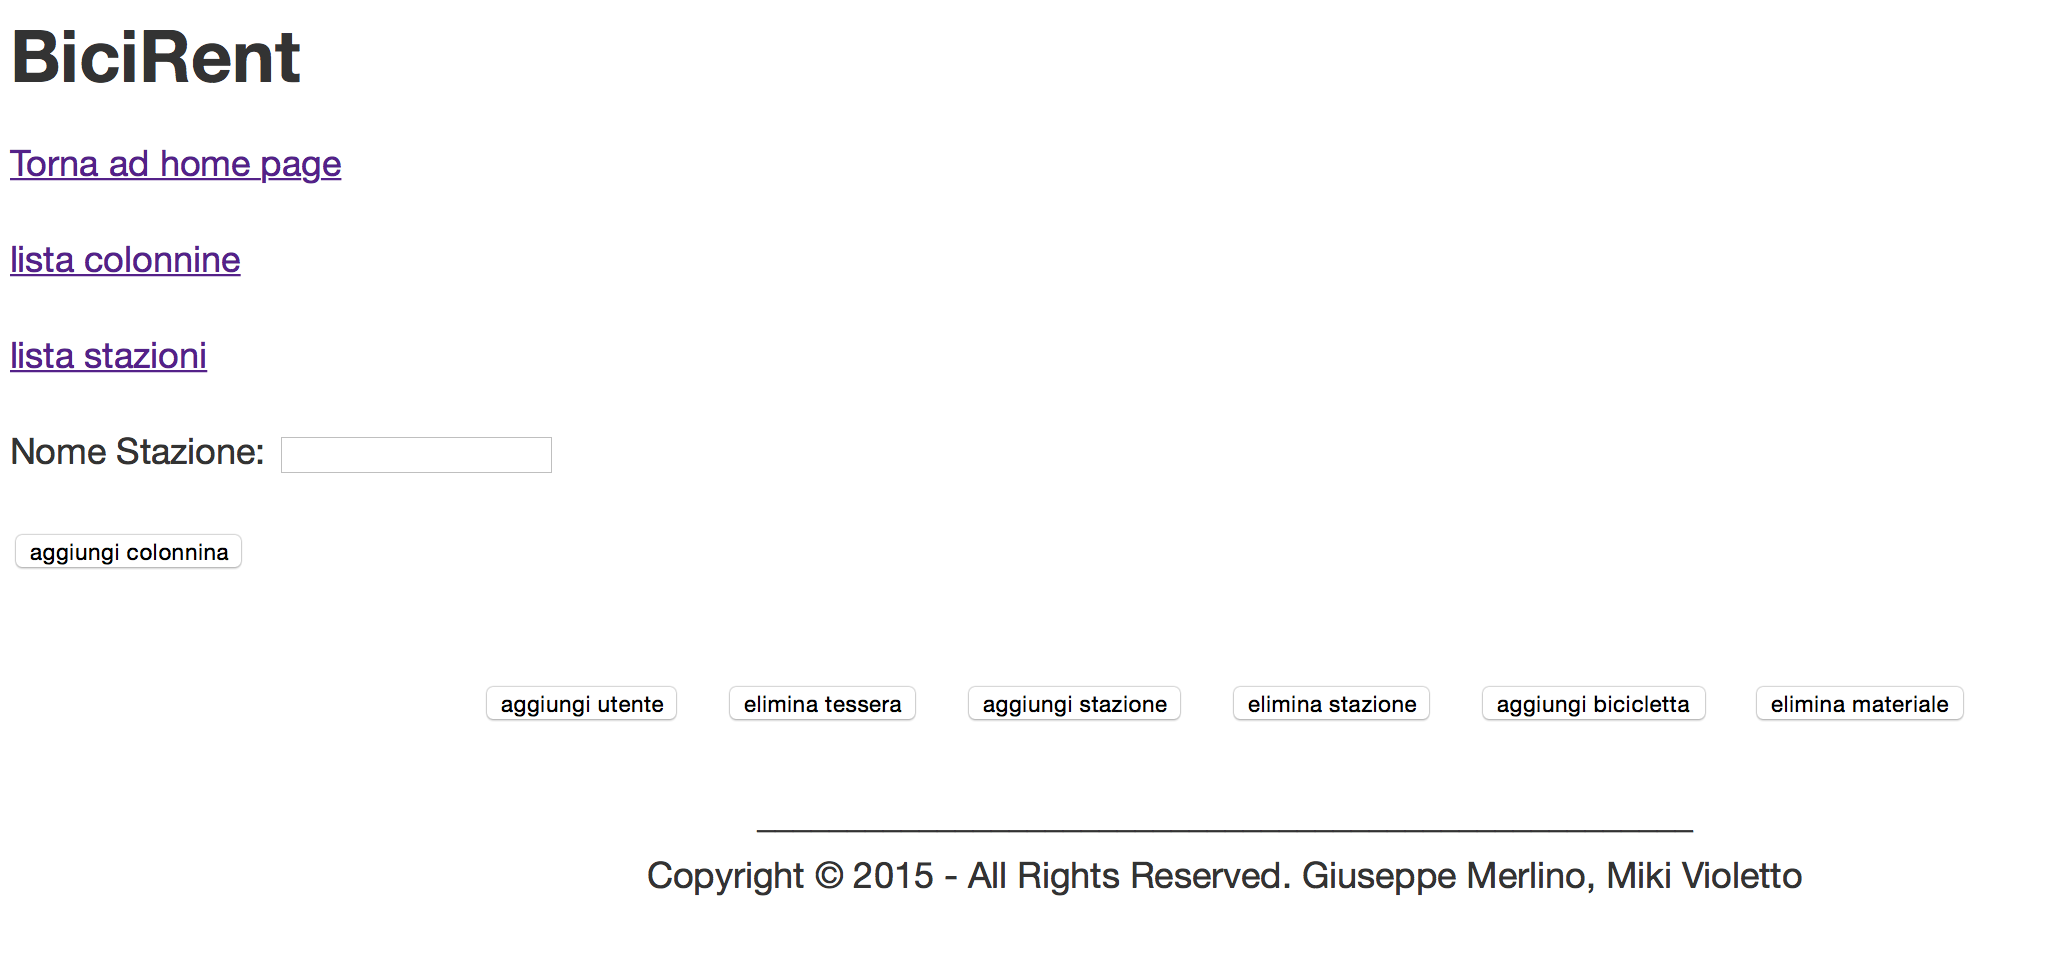 BiciRent
Torna ad home page
lista colonnine
lista stazioni
Nome Stazione:
aggiungi colonnina
aggiungi utente elimina tessera aggiungi stazione elimina stazione aggiungi bicicletta elimina materiale
Copyright © 2015 - All Rights Reserved. Giuseppe Merlino, Miki Violetto